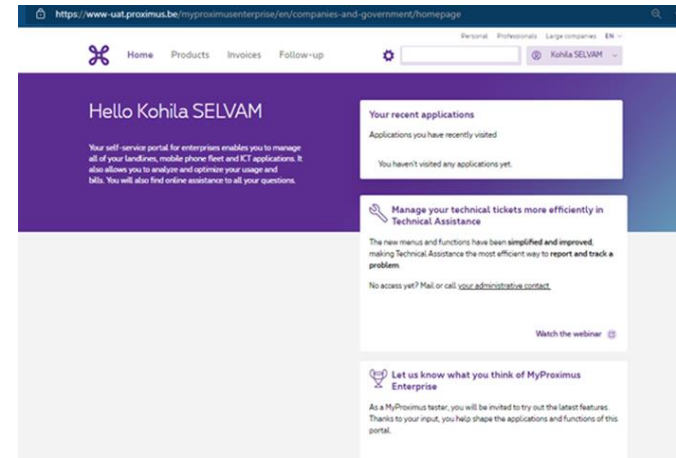 https://www-uat.proximus.be/myproximusenterprise/en/companies-and-government/homepage
Personal Professionals Large companies EN
Home Products Invoices Follow-up
Kohila SELVAM
Hello Kohila SELVAM
Your self-service portal for enterprises enables you to manage
all of your landlines, mobile phone fleet and ICT applications. It
also allows you to analyze and optimize your usage and
bills. You will also find online assistance to all your questions.
Your recent applications
Applications you have recently visited
You haven't visited any applications yet.
Manage your technical tickets more efficiently in
Technical Assistance
The new menus and functions have been simplified and improved,
making Technical Assistance the most efficient way to report and track a
problem.
No access yet? Mail or call your administrative contact.
Watch the webinar
Let us know what you think of MyProximus
Enterprise
As a MyProximus tester, you will be invited to try out the latest features.
Thanks to your input, you help shape the applications and functions of this
portal.